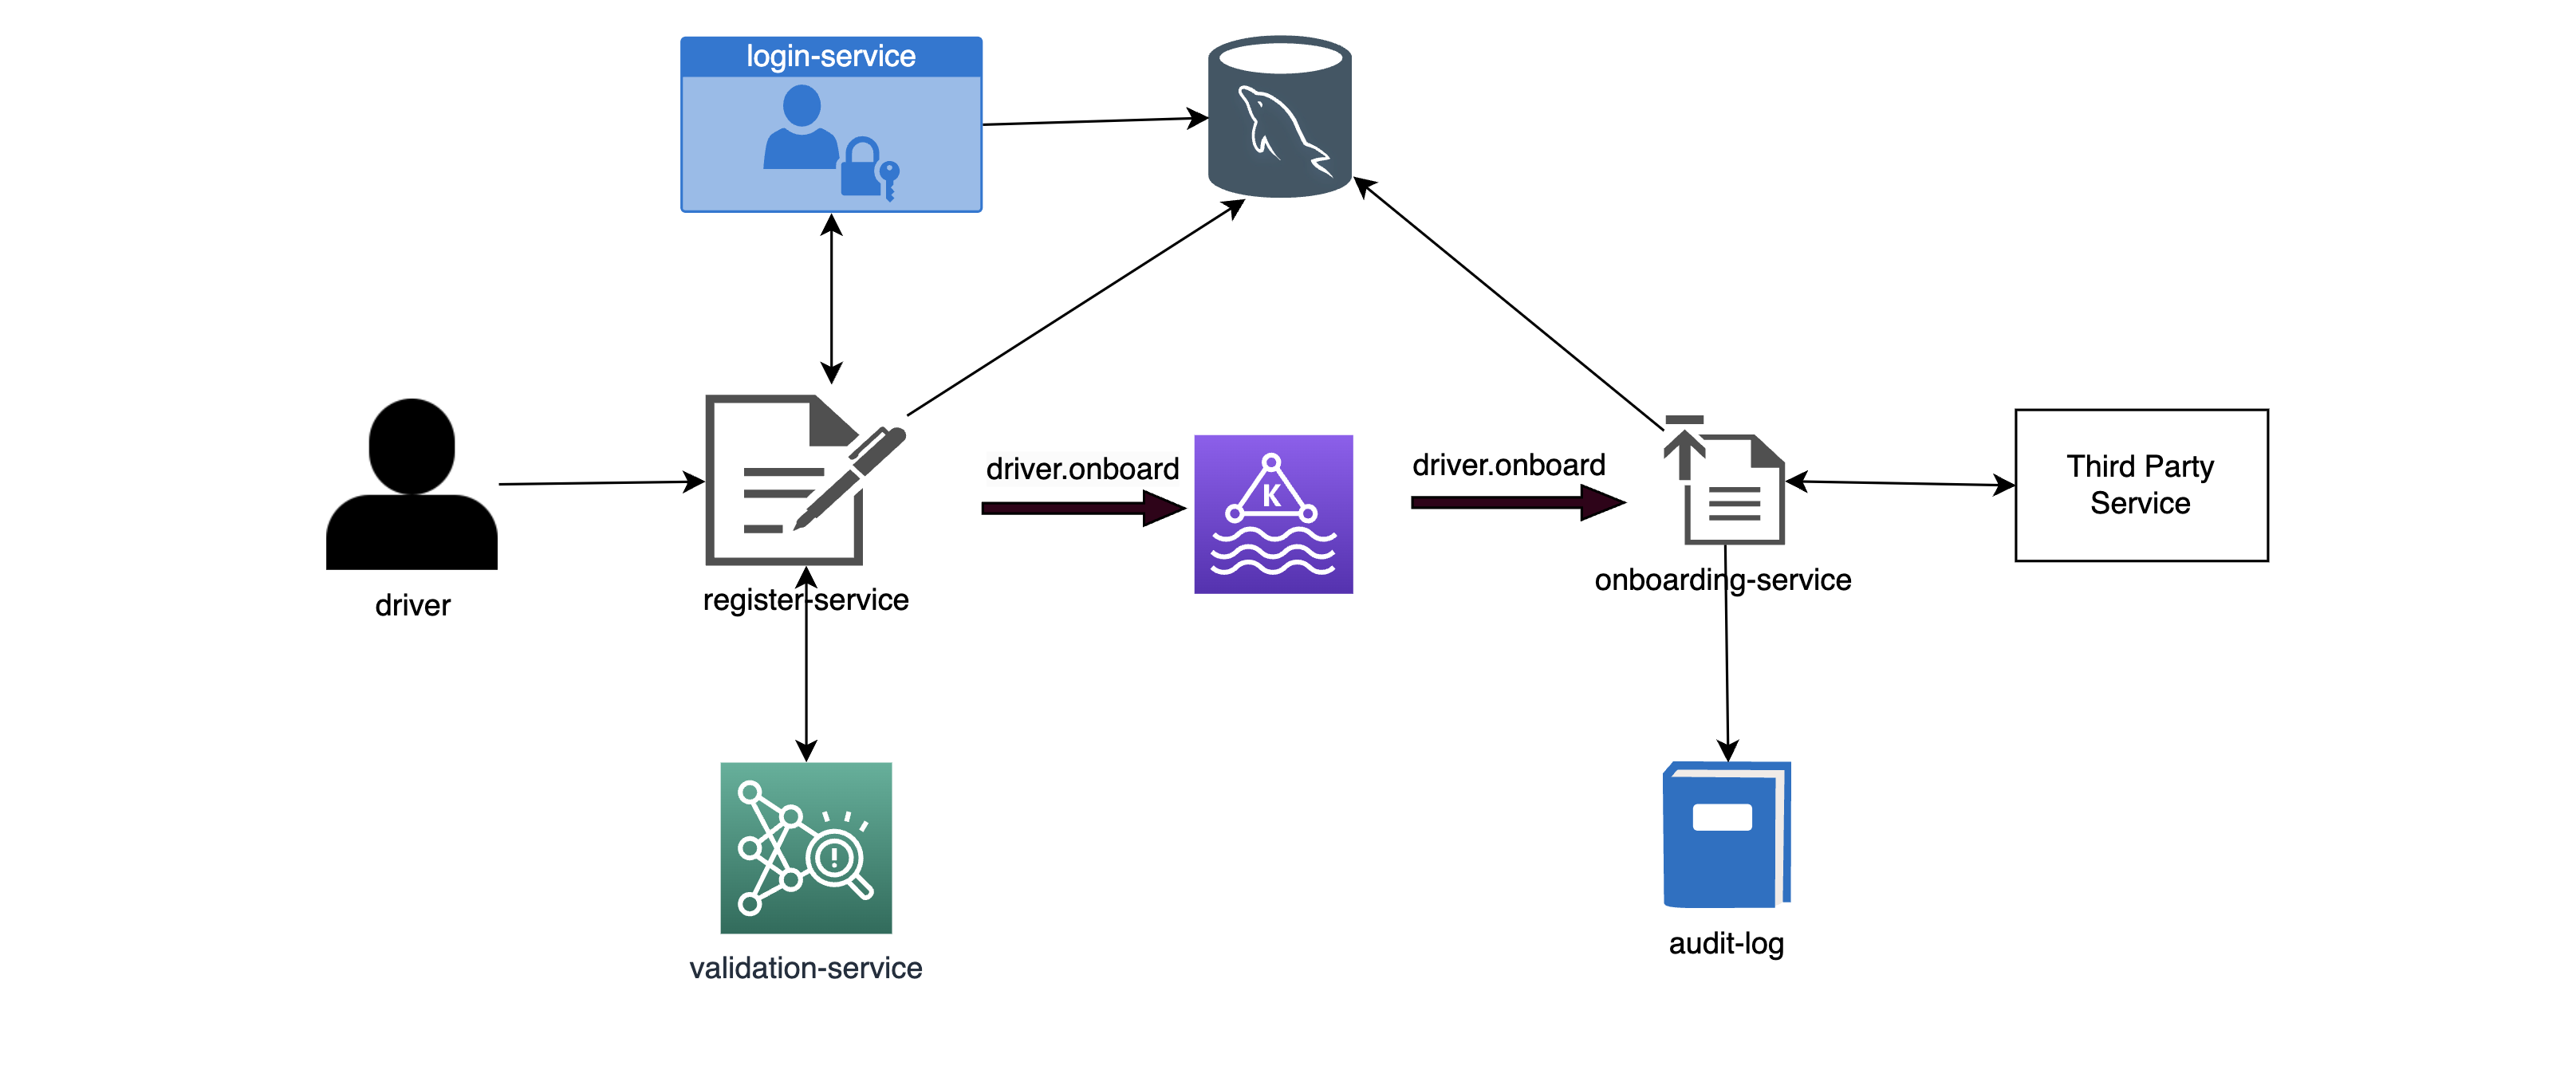 login-service
driver.onboard
driver.onboard
K
Third Party
Service
driver
register-service
onboarding-service
validation-service
audit-log